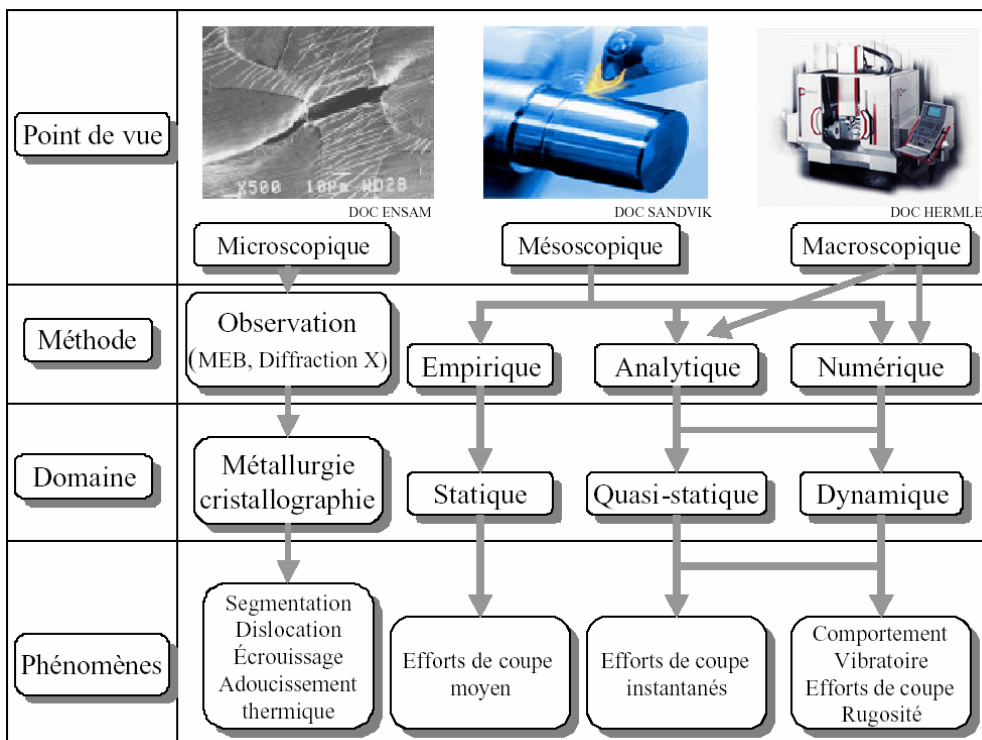 Point de vue
X500 10µm WD28
DOC ENSAM
DOC SANDVIK
DOC HERMLE
Microscopique
Mésoscopique
Macroscopique
Méthode
Observation
(MEB, Diffraction X)
Empirique
Analytique
Numérique
Domaine
Métallurgie
cristallographie
Statique
Quasi-statique
Dynamique
Phénomènes
Segmentation
Dislocation
Écrouissage
Adoucissement
thermique
Efforts de coupe
moyen
Efforts de coupe
instantanés
Comportement
Vibratoire
Efforts de coupe
Rugosité